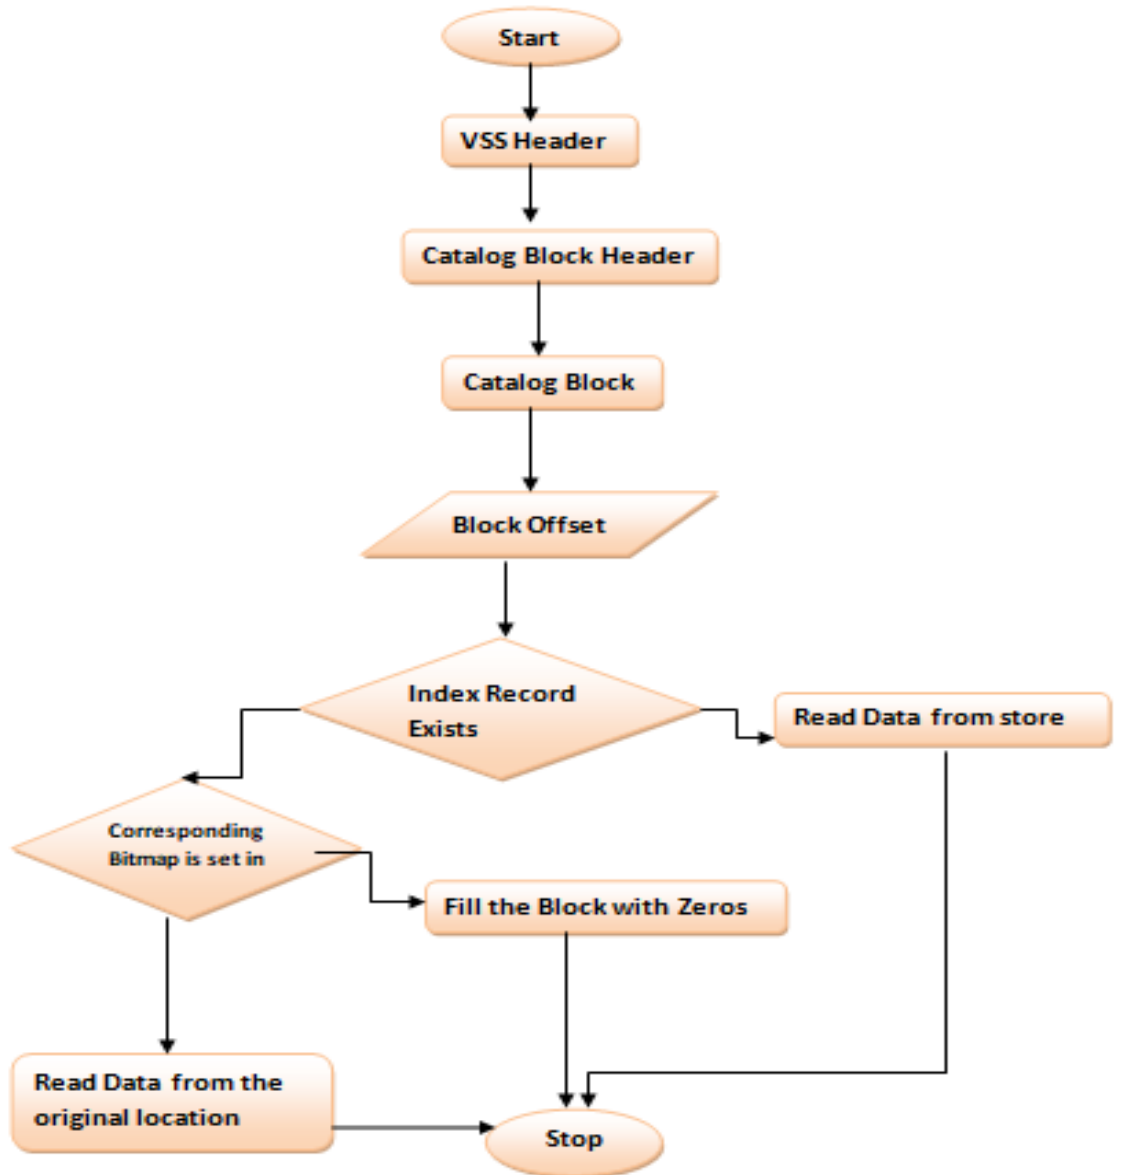 Start
VSS Header
Catalog Block Header
Catalog Block
Block Offset
Index Record
Exists
Read Data from store
Corresponding
Bitmap is set in
Fill the Block with Zeros
Read Data from the
original location
Stop